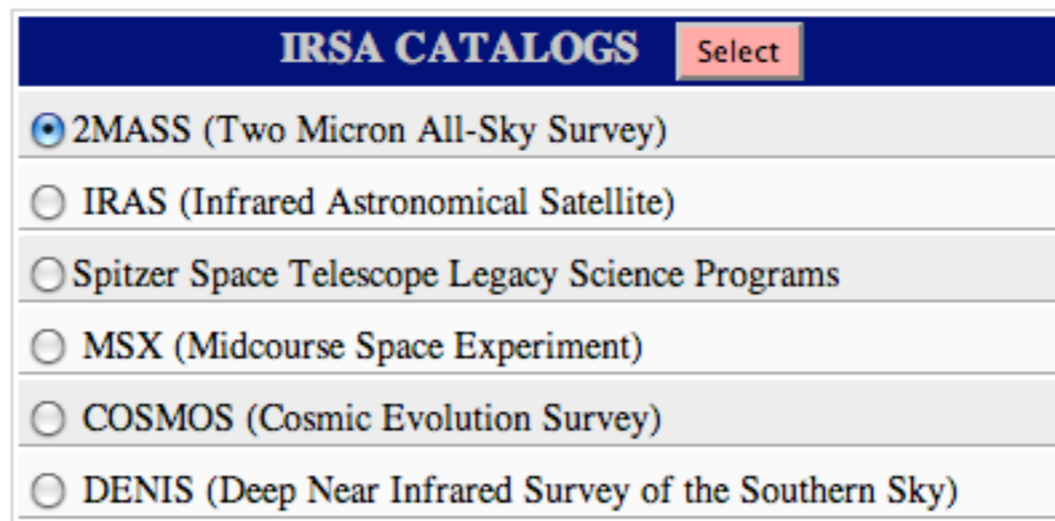 IRSA CATALOGS Select
2MASS (Two Micron All-Sky Survey)
IRAS (Infrared Astronomical Satellite)
Spitzer Space Telescope Legacy Science Programs
MSX (Midcourse Space Experiment)
COSMOS (Cosmic Evolution Survey)
DENIS (Deep Near Infrared Survey of the Southern Sky)